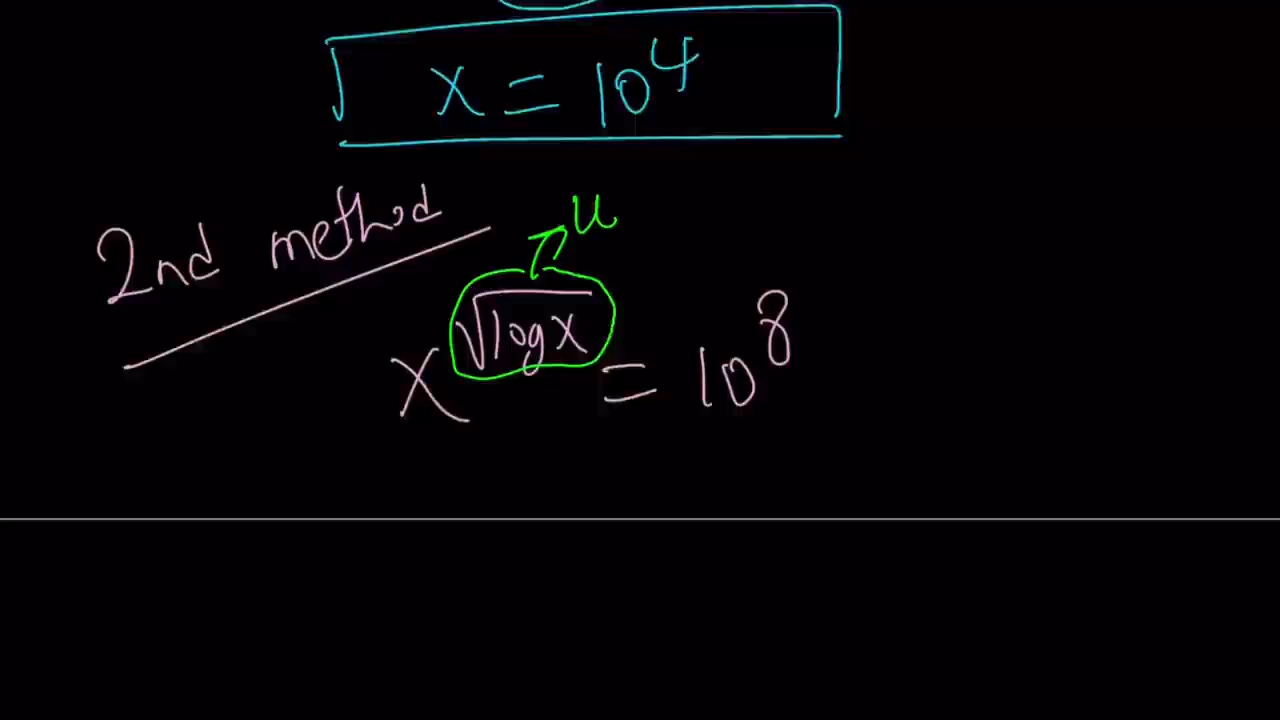 x = 10⁴
2nd method
u
x^√(log x) = 10⁸